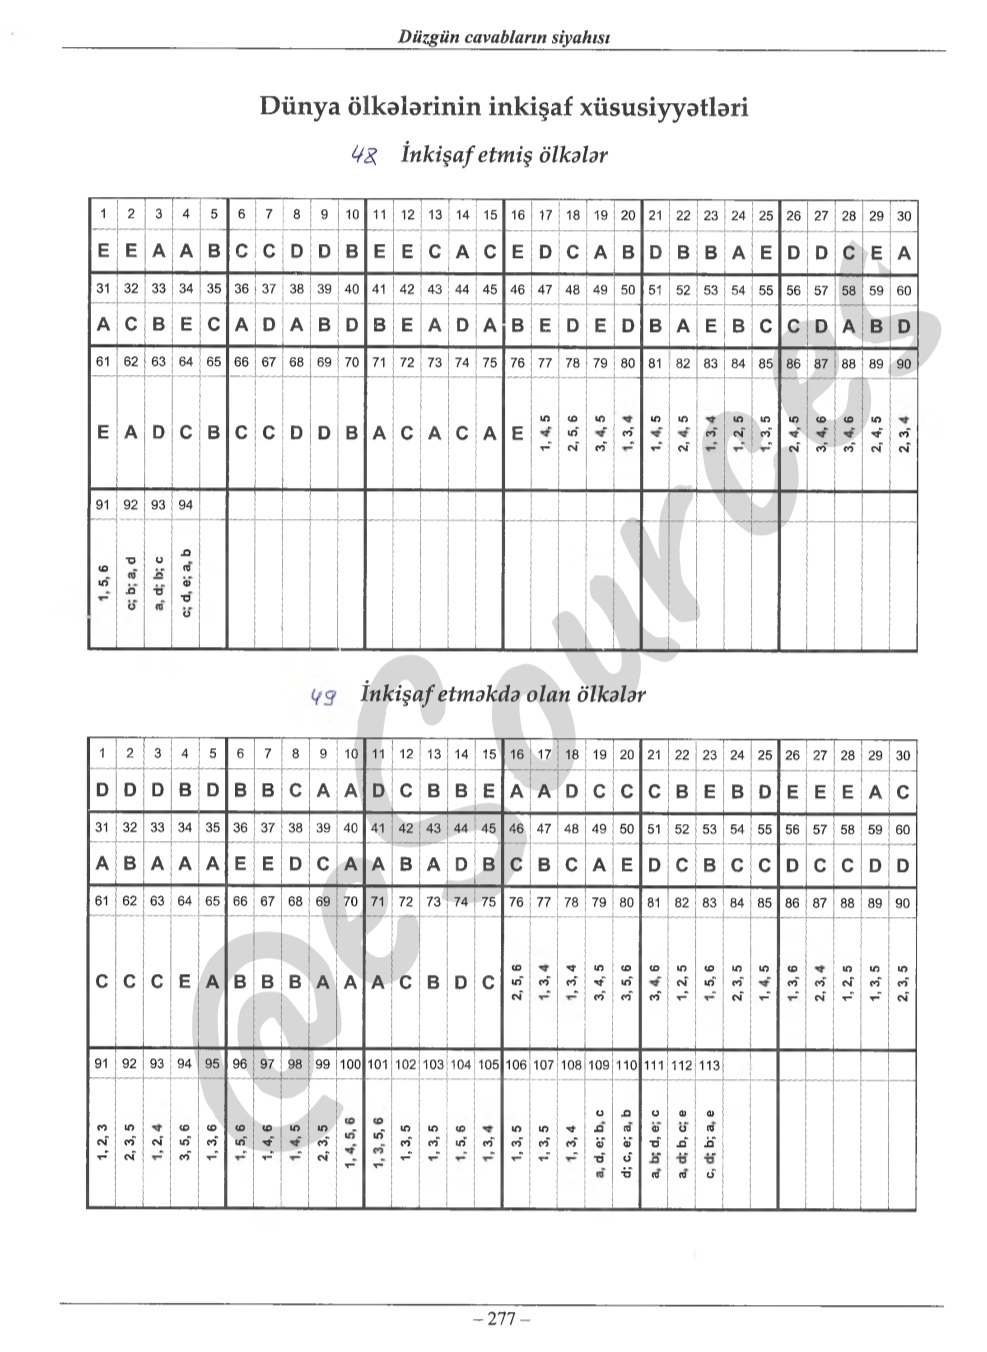 Düzgün cavabların siyahısı
Dünya ölkələrinin inkişaf xüsusiyyətləri
48 İnkişaf etmiş ölkələr
1 2 3 4 5 6 7 8 9 10 11 12 13 14 15 16 17 18 19 20 21 22 23 24 25 26 27 28 29 30
E E A A B C C D D B E E C A C E D C A B D B B A E D D C E A
31 32 33 34 35 36 37 38 39 40 41 42 43 44 45 46 47 48 49 50 51 52 53 54 55 56 57 58 59 60
A C B E C A D A B D B E A D A B E D E D B A E B C C D A B D
61 62 63 64 65 66 67 68 69 70 71 72 73 74 75 76 77 78 79 80 81 82 83 84 85 86 87 88 89 90
E A D C B C C D D B A C A C A E 1, 4, 5 2, 5, 6 3, 4, 5 1, 3, 4 1, 4, 5 2, 4, 5 1, 3, 4 1, 2, 5 1, 3, 5 2, 4, 5 3, 4, 6 3, 4, 6 2, 4, 5 2, 3, 4
91 92 93 94
1, 5, 6 c; b; a, d a, d; b; c c; d, e; a, b
49 İnkişaf etməkdə olan ölkələr
1 2 3 4 5 6 7 8 9 10 11 12 13 14 15 16 17 18 19 20 21 22 23 24 25 26 27 28 29 30
D D D B D B B C A A D C B B E A A D C C C B E B D E E E A C
31 32 33 34 35 36 37 38 39 40 41 42 43 44 45 46 47 48 49 50 51 52 53 54 55 56 57 58 59 60
A B A A A E E D C A A B A D B C B C A E D C B C C D C C D D
61 62 63 64 65 66 67 68 69 70 71 72 73 74 75 76 77 78 79 80 81 82 83 84 85 86 87 88 89 90
C C C E A B B B A A A C B D C 2, 5, 6 1, 3, 4 1, 3, 4 3, 4, 5 3, 5, 6 3, 4, 6 1, 2, 5 1, 5, 6 2, 3, 5 1, 4, 5 1, 3, 6 2, 3, 4 1, 2, 5 1, 3, 5 2, 3, 5
91 92 93 94 95 96 97 98 99 100 101 102 103 104 105 106 107 108 109 110 111 112 113
1, 2, 3 2, 3, 5 1, 2, 4 3, 5, 6 1, 3, 6 1, 5, 6 1, 4, 6 1, 4, 5 2, 3, 5 1, 4, 5, 6 1, 3, 5, 6 1, 3, 5 1, 3, 5 1, 5, 6 1, 3, 4 1, 3, 5 1, 3, 5 1, 3, 4 a, d, e; b, c d; c, e; a, b a, b; d, e; c a, d; b, c; e c, d; b; a, e
@eSources
– 277 –